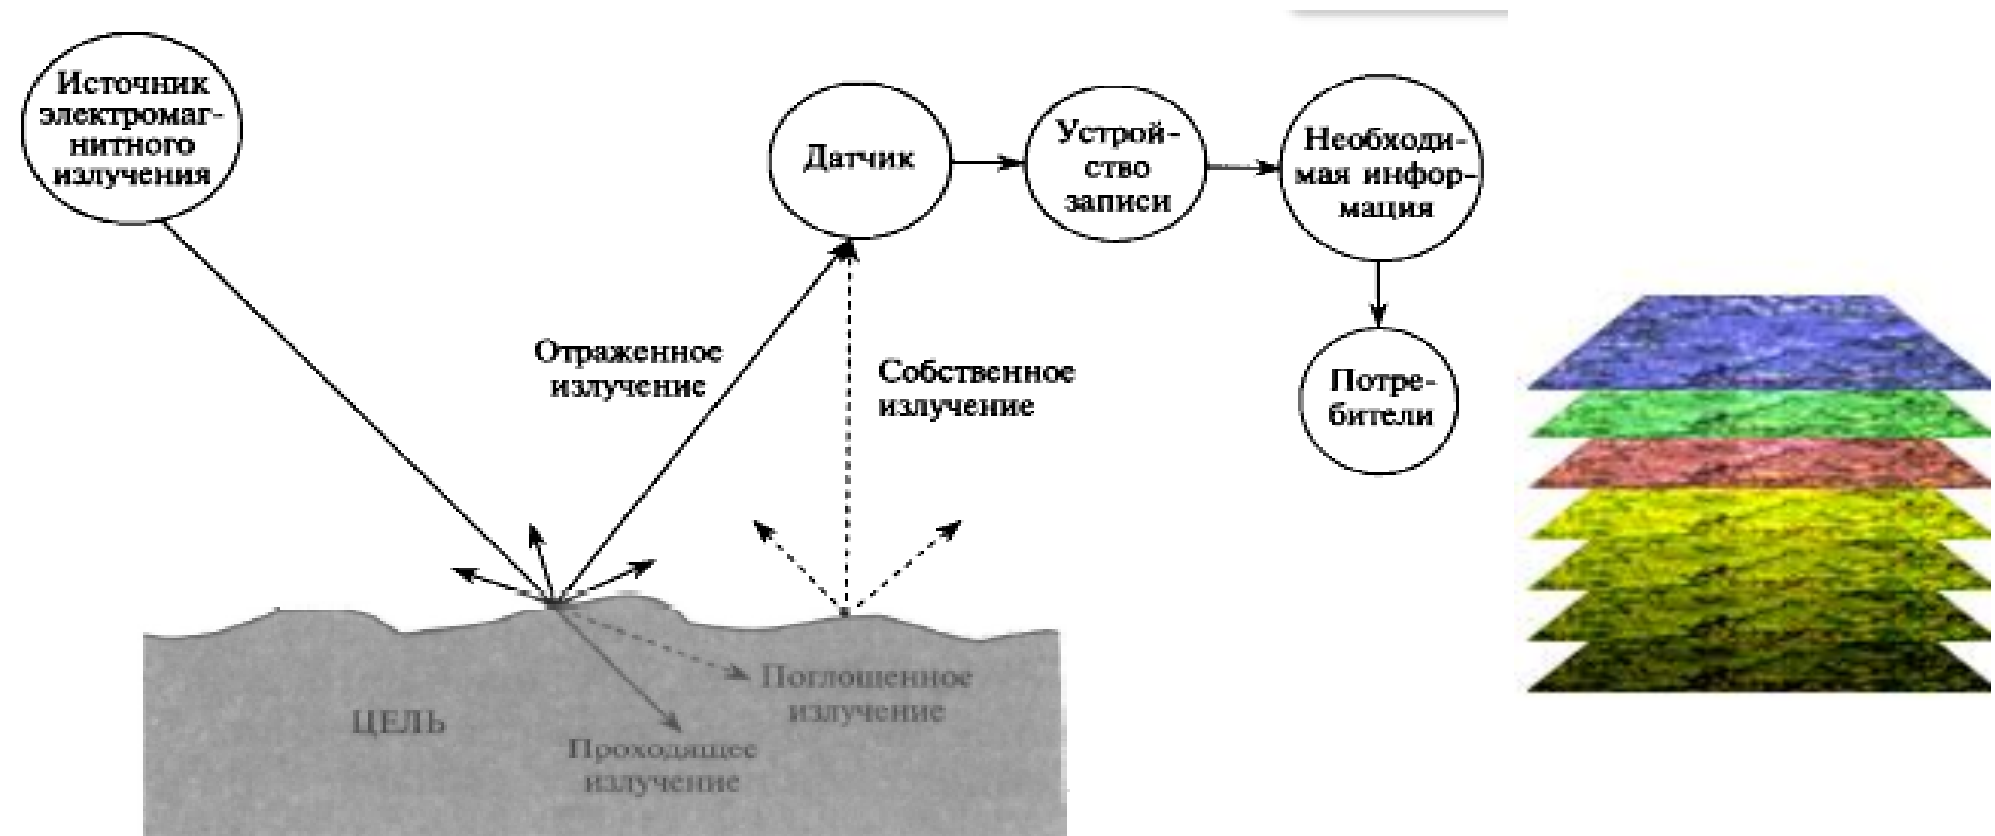 Источник
электромаг-
нитного
излучения
Датчик
Устрой-
ство
записи
Необходи-
мая инфор-
мация
Отраженное
излучение
Собственное
излучение
Потре-
бители
Поглощенное
излучение
ЦЕЛЬ
Проходящее
излучение